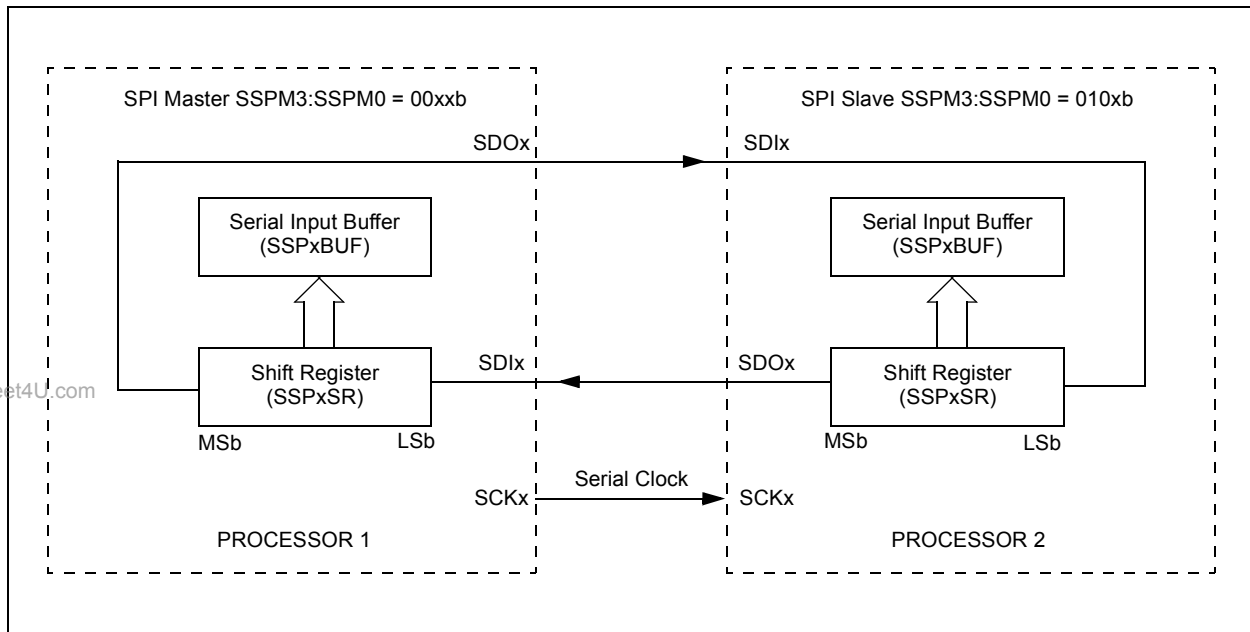 SPI Master SSPM3:SSPM0 = 00xxb
SPI Slave SSPM3:SSPM0 = 010xb
SDOx
SDIx
Serial Input Buffer
(SSPxBUF)
Serial Input Buffer
(SSPxBUF)
Shift Register
(SSPxSR)
MSb
LSb
SDIx
SDOx
Shift Register
(SSPxSR)
MSb
LSb
et4U.com
Serial Clock
SCKx
SCKx
PROCESSOR 1
PROCESSOR 2